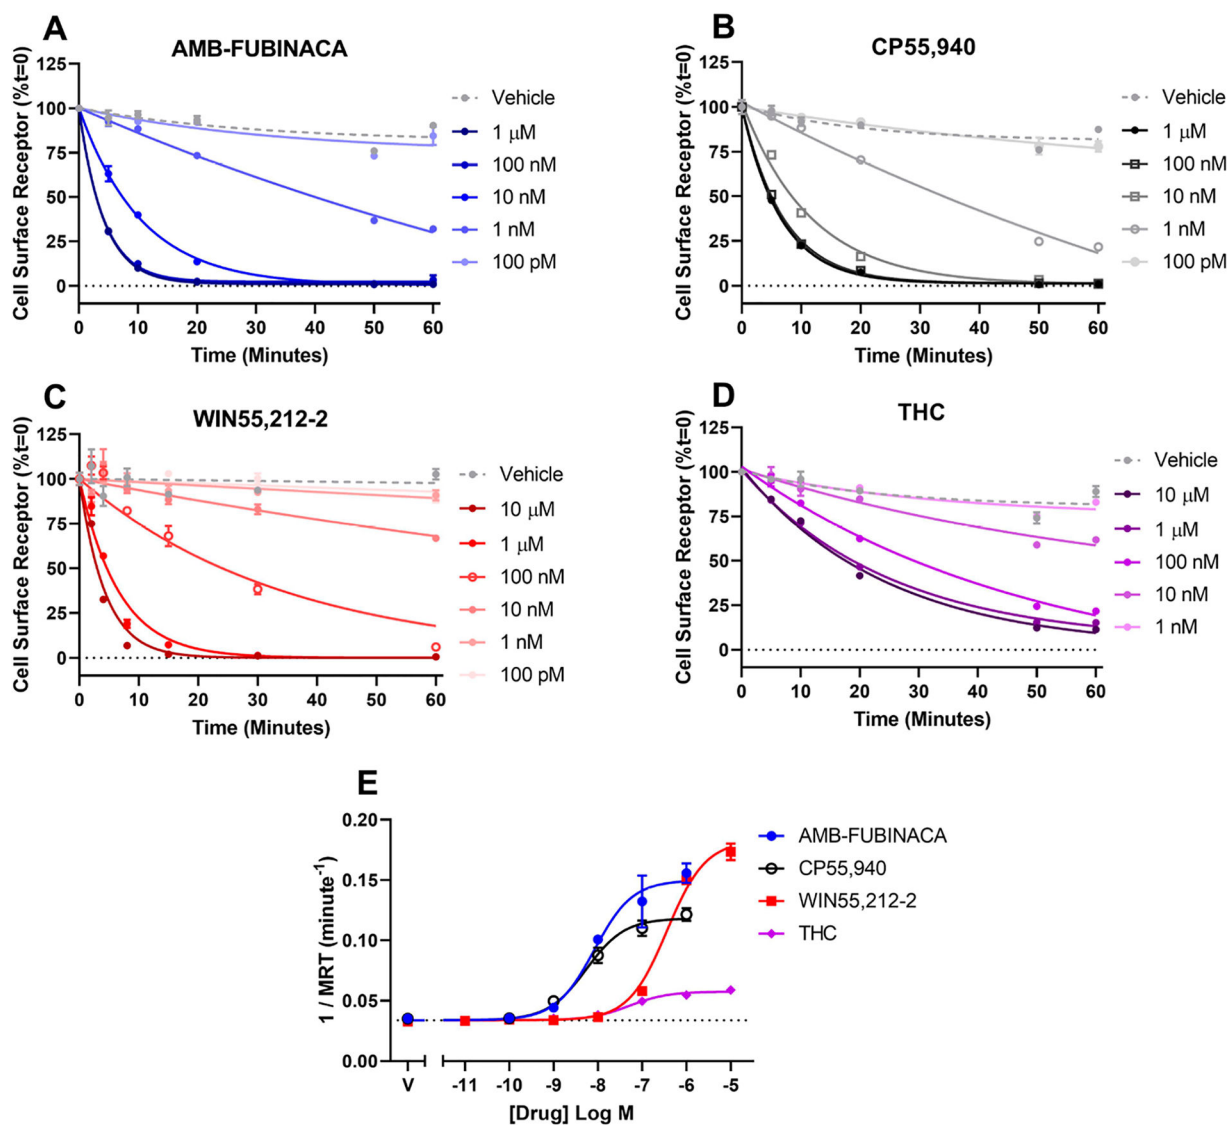 A
AMB-FUBINACA
Cell Surface Receptor (%t=0)
125
100
75
50
25
0
0 10 20 30 40 50 60
Time (Minutes)
Vehicle
1 μM
100 nM
10 nM
1 nM
100 pM
B
CP55,940
Cell Surface Receptor (%t=0)
125
100
75
50
25
0
0 10 20 30 40 50 60
Time (Minutes)
Vehicle
1 μM
100 nM
10 nM
1 nM
100 pM
C
WIN55,212-2
Cell Surface Receptor (%t=0)
125
100
75
50
25
0
0 10 20 30 40 50 60
Time (Minutes)
Vehicle
10 μM
1 μM
100 nM
10 nM
1 nM
100 pM
D
THC
Cell Surface Receptor (%t=0)
125
100
75
50
25
0
0 10 20 30 40 50 60
Time (Minutes)
Vehicle
10 μM
1 μM
100 nM
10 nM
1 nM
E
1 / MRT (minute⁻¹)
0.20
0.15
0.10
0.05
0.00
V -11 -10 -9 -8 -7 -6 -5
[Drug] Log M
AMB-FUBINACA
CP55,940
WIN55,212-2
THC